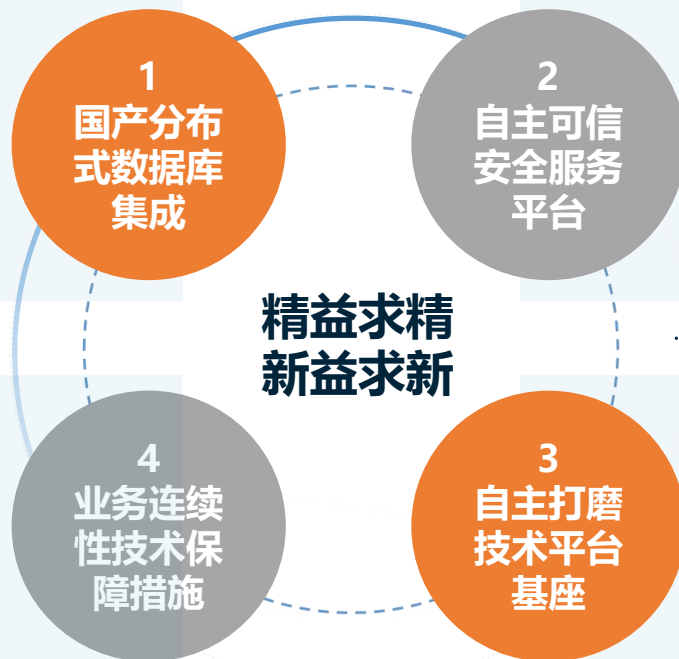 1
国产分布
式数据库
集成
2
自主可信
安全服务
平台
精益求精
新益求新
4
业务连续
性技术保
障措施
3
自主打磨
技术平台
基座